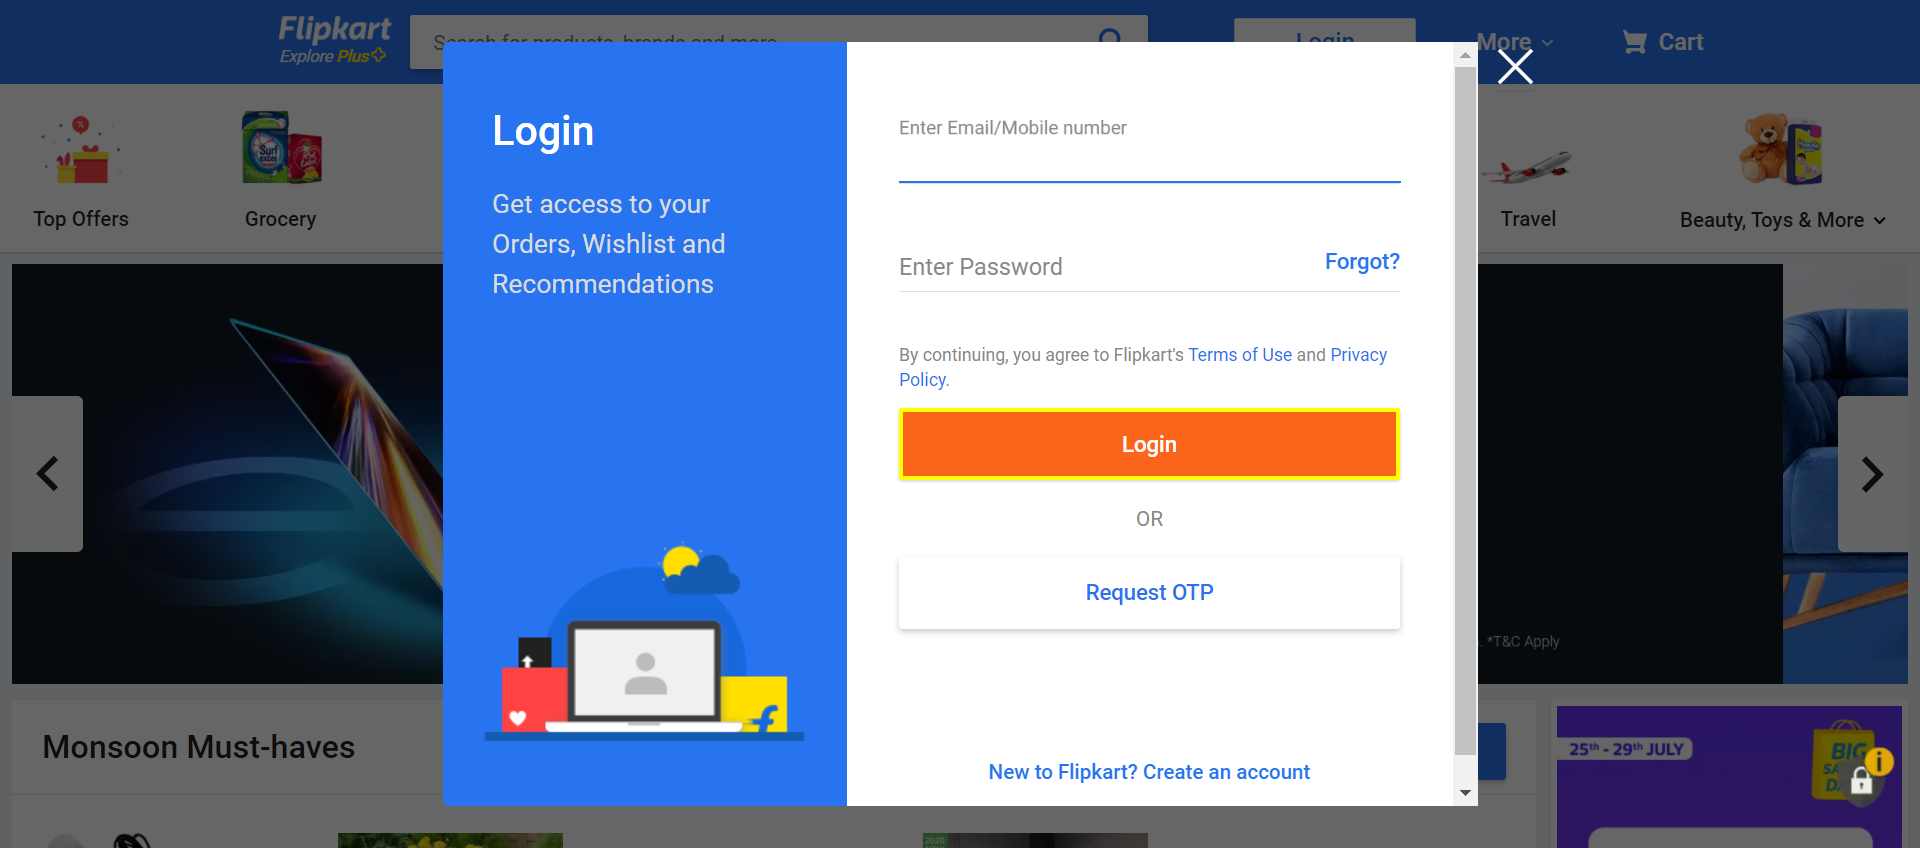 Flipkart
Explore Plus
Search for products, brands and more
Login
More
Cart
Top Offers
Grocery
Travel
Beauty, Toys & More
Login
Get access to your
Orders, Wishlist and
Recommendations
Enter Email/Mobile number
Enter Password
Forgot?
By continuing, you agree to Flipkart's Terms of Use and Privacy
Policy.
Login
OR
Request OTP
New to Flipkart? Create an account
*T&C Apply
Monsoon Must-haves
25th - 29th JULY
BIG
Surf
excel
2020